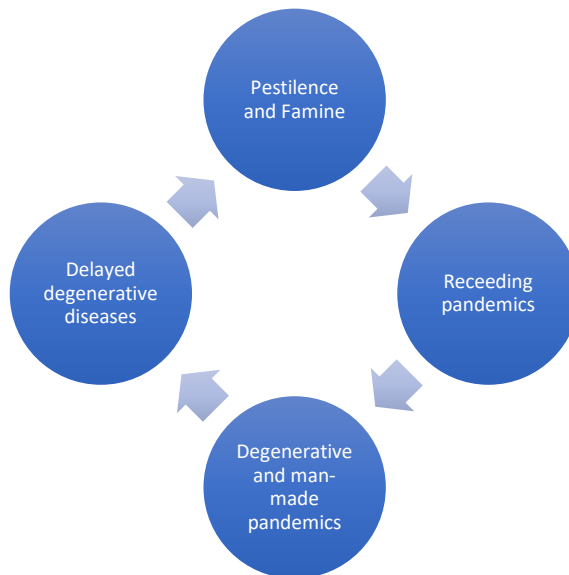 Pestilence
and Famine
Receeding
pandemics
Degenerative
and man-
made
pandemics
Delayed
degenerative
diseases